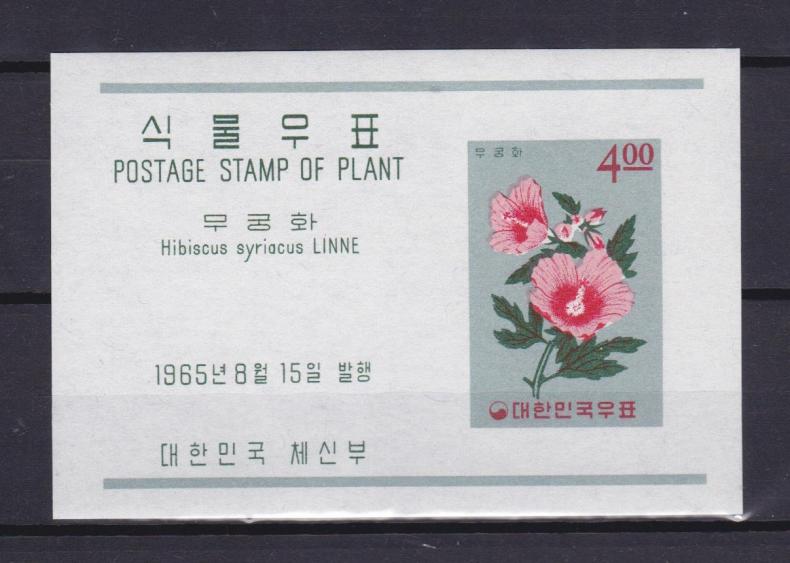 식물우표
POSTAGE STAMP OF PLANT
무궁화
Hibiscus syriacus LINNE
1965년 8월 15일 발행
대한민국 체신부
무궁화
4.00
대한민국우표